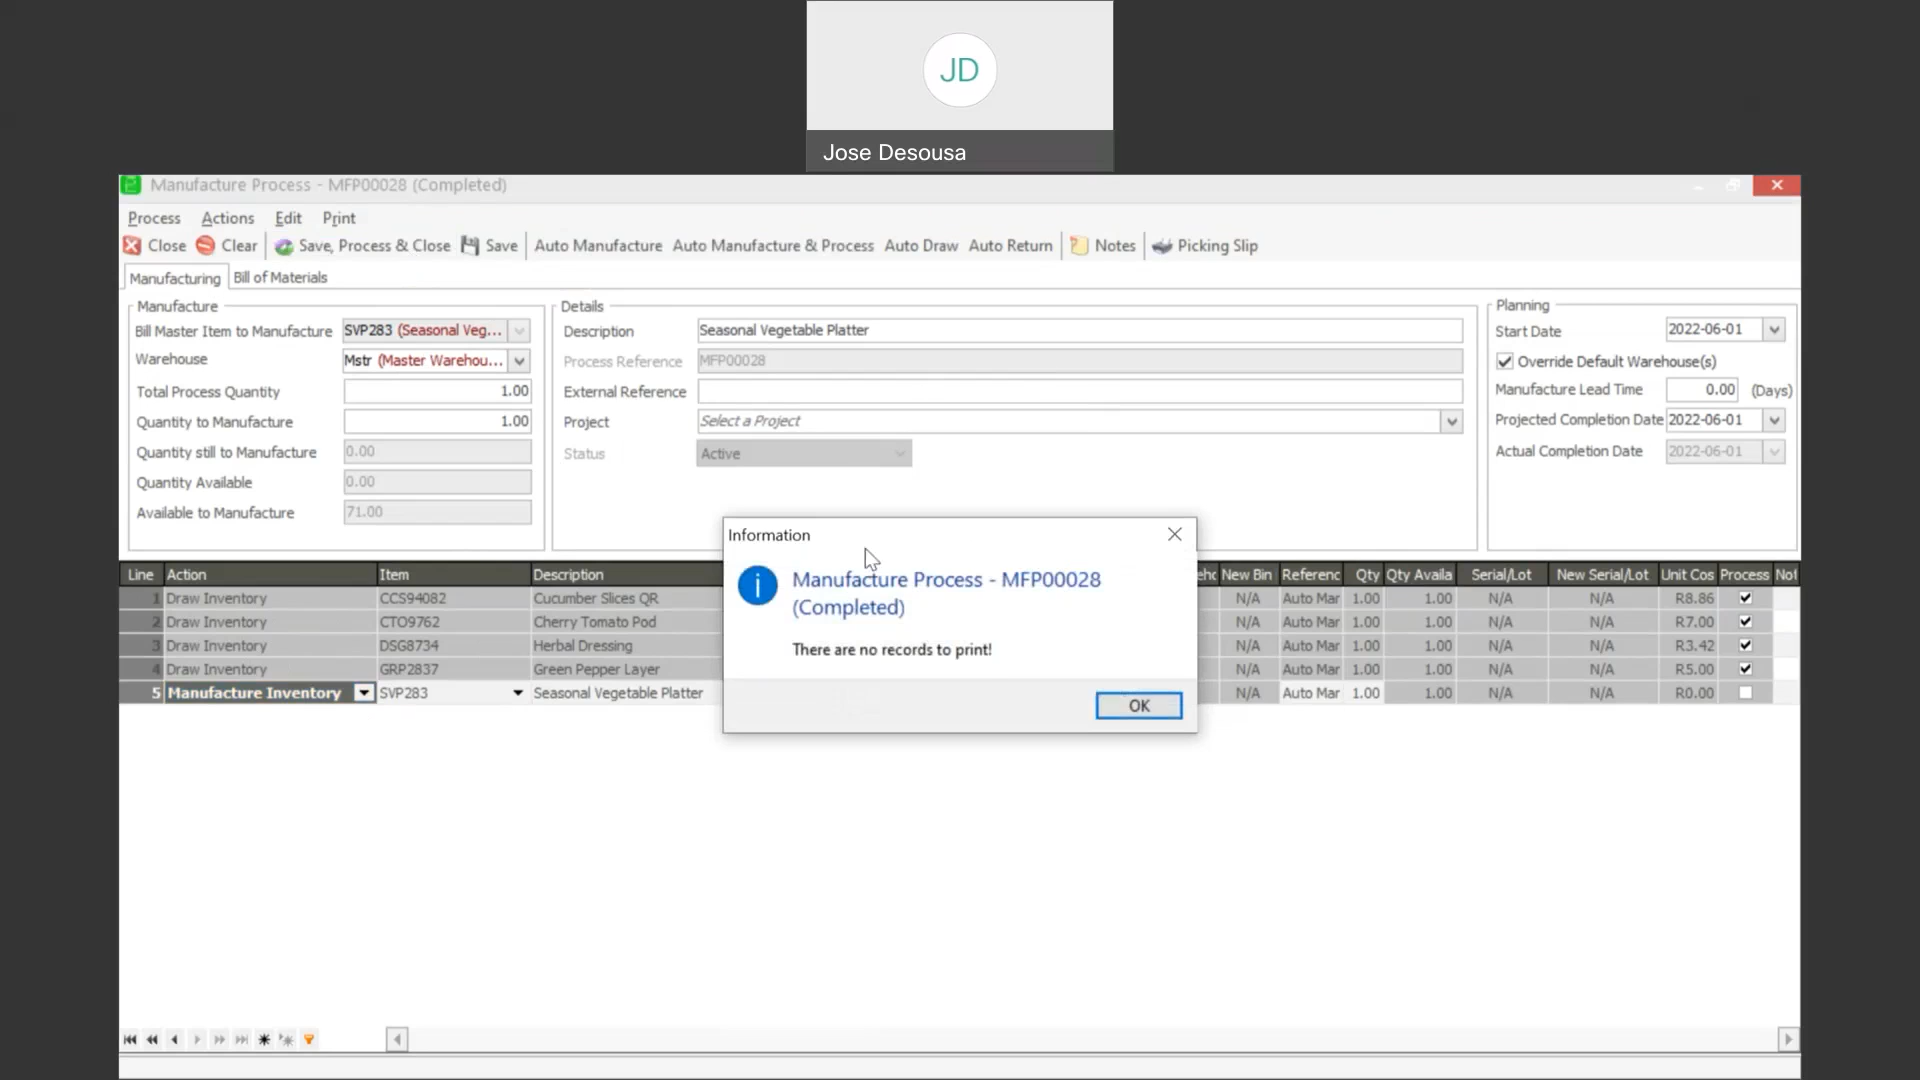 JD
Jose Desousa
Manufacture Process - MFP00028 (Completed)
Process Actions Edit Print
Close Clear Save, Process & Close Save Auto Manufacture Auto Manufacture & Process Auto Draw Auto Return Notes Picking Slip
Manufacturing Bill of Materials
Manufacture
Bill Master Item to Manufacture SVP283 (Seasonal Veg...
Warehouse Mstr (Master Warehou...
Total Process Quantity 1.00
Quantity to Manufacture 1.00
Quantity still to Manufacture 0.00
Quantity Available 0.00
Available to Manufacture 71.00
Details
Description Seasonal Vegetable Platter
Process Reference MFP00028
External Reference
Project Select a Project
Status Active
Planning
Start Date 2022-06-01
Override Default Warehouse(s)
Manufacture Lead Time 0.00 (Days)
Projected Completion Date 2022-06-01
Actual Completion Date 2022-06-01
Line Action Item Description New Bin Referenc Qty Qty Availa Serial/Lot New Serial/Lot Unit Cos Process Not
1 Draw Inventory CCS94082 Cucumber Slices QR N/A Auto Mar 1.00 1.00 N/A N/A R8.86
2 Draw Inventory CTO9762 Cherry Tomato Pod N/A Auto Mar 1.00 1.00 N/A N/A R7.00
3 Draw Inventory DSG8734 Herbal Dressing N/A Auto Mar 1.00 1.00 N/A N/A R3.42
4 Draw Inventory GRP2837 Green Pepper Layer N/A Auto Mar 1.00 1.00 N/A N/A R5.00
5 Manufacture Inventory SVP283 Seasonal Vegetable Platter N/A Auto Mar 1.00 1.00 N/A N/A R0.00
Information
Manufacture Process - MFP00028
(Completed)
There are no records to print!
OK